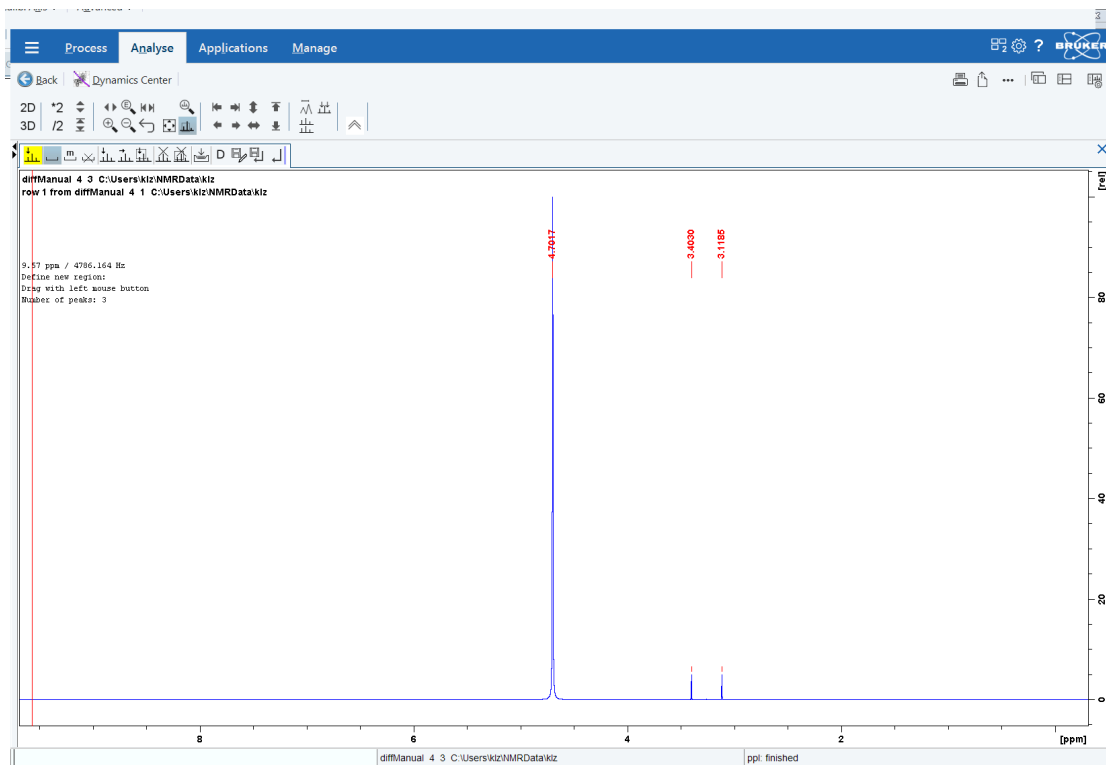 3
Process Analyse Applications Manage
2 ? BRUKER
Back Dynamics Center
2D *2
3D /2
m D
diffManual 4 3 C:\Users\klz\NMRData\klz
row 1 from diffManual 4 1 C:\Users\klz\NMRData\klz
[rel]
4.7017
3.4030
3.1185
9.57 ppm / 4786.164 Hz
Define new region:
Drag with left mouse button
Number of peaks: 3
80
60
40
20
0
8 6 4 2 [ppm]
diffManual 4 3 C:\Users\klz\NMRData\klz ppl: finished